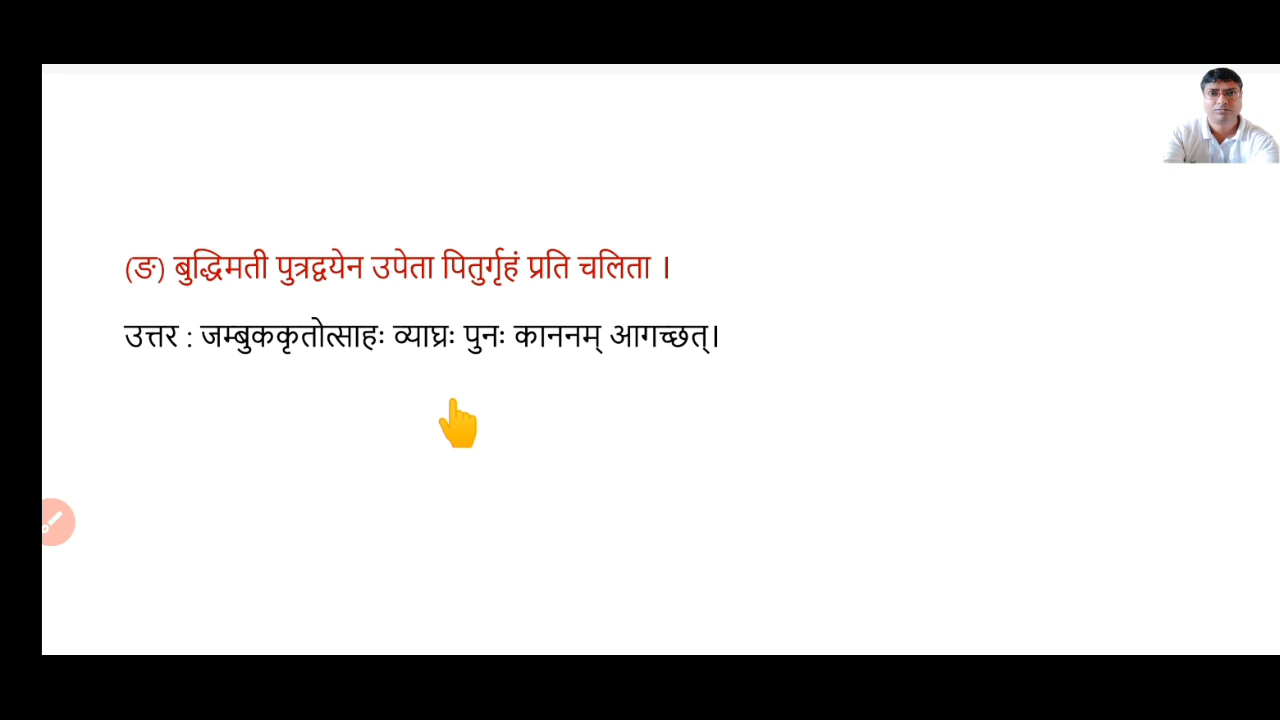 (ङ) बुद्धिमती पुत्रद्वयेन उपेता पितुर्गृहं प्रति चलिता ।
उत्तर : जम्बुककृतोत्साहः व्याघ्रः पुनः काननम् आगच्छत्।